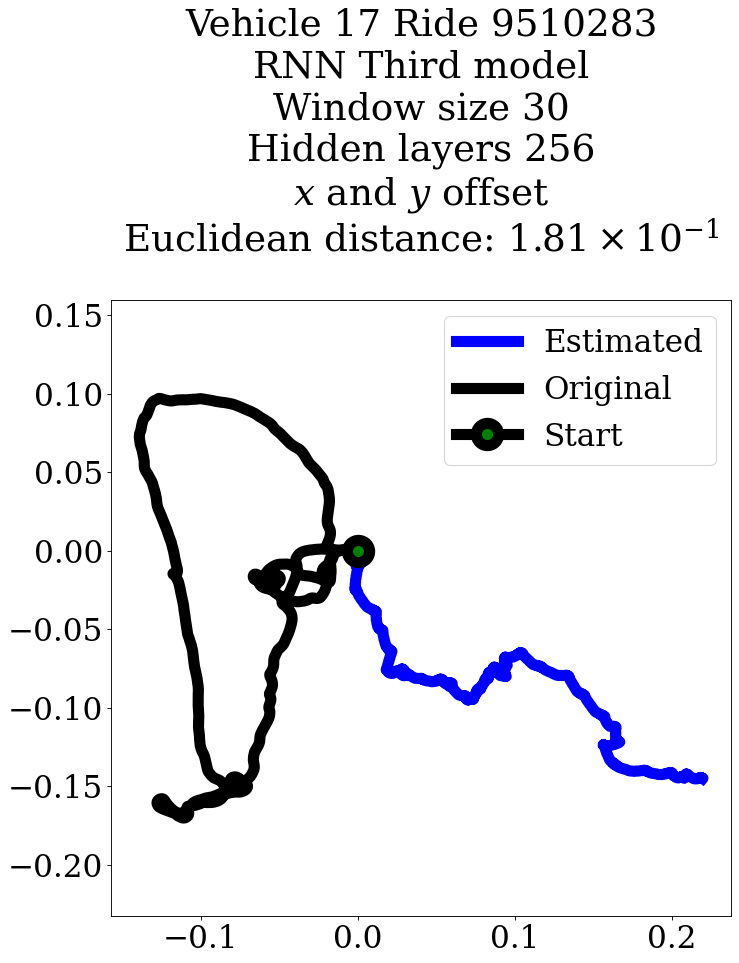 Vehicle 17 Ride 9510283
RNN Third model
Window size 30
Hidden layers 256
x and y offset
Euclidean distance: 1.81 × 10⁻¹
Estimated
Original
Start
0.15
0.10
0.05
0.00
−0.05
−0.10
−0.15
−0.20
−0.1 0.0 0.1 0.2